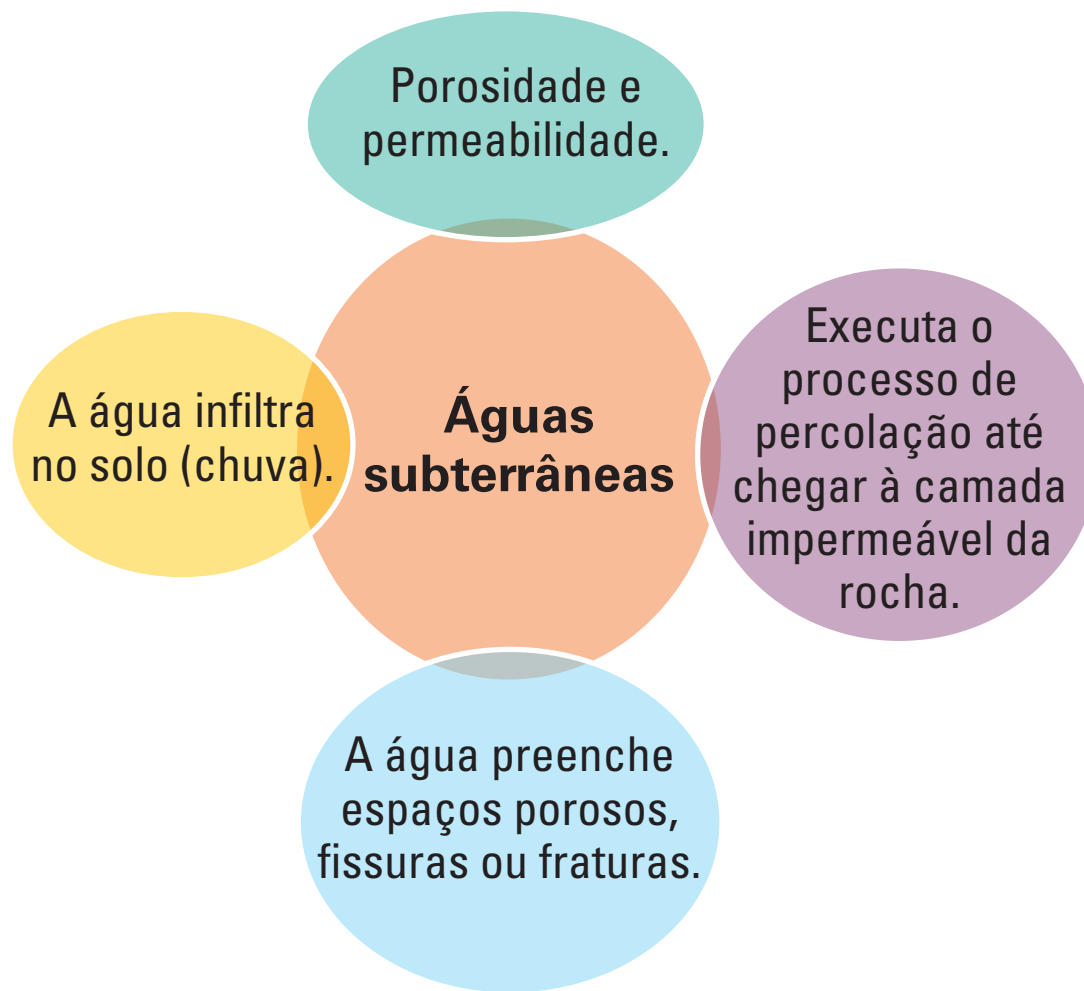 Porosidade e
permeabilidade.
A água infiltra
no solo (chuva).
Águas
subterrâneas
Executa o
processo de
percolação até
chegar à camada
impermeável da
rocha.
A água preenche
espaços porosos,
fissuras ou fraturas.